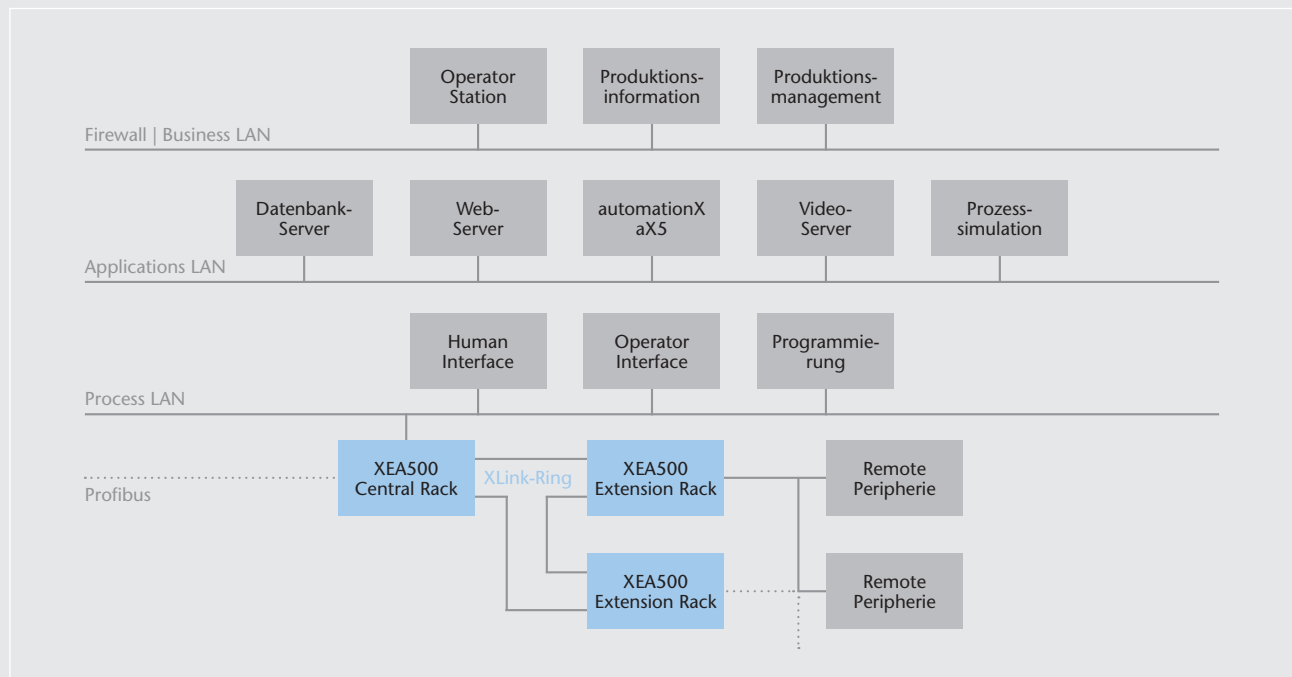 Operator
Station
Produktions-
information
Produktions-
management
Firewall | Business LAN
Datenbank-
Server
Web-
Server
automationX
aX5
Video-
Server
Prozess-
simulation
Applications LAN
Human
Interface
Operator
Interface
Programmie-
rung
Process LAN
XEA500
Central Rack
XLink-Ring
XEA500
Extension Rack
Remote
Peripherie
Profibus
XEA500
Extension Rack
Remote
Peripherie